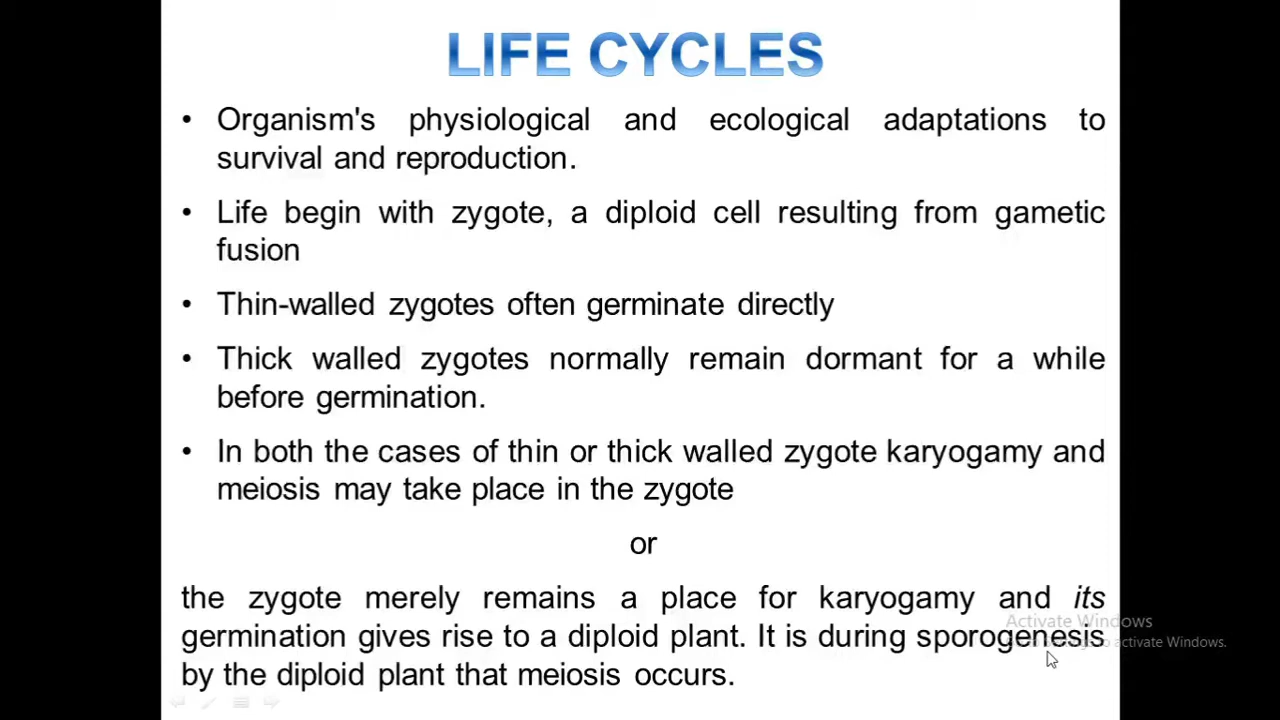 LIFE CYCLES
• Organism's physiological and ecological adaptations to
survival and reproduction.
• Life begin with zygote, a diploid cell resulting from gametic
fusion
• Thin-walled zygotes often germinate directly
• Thick walled zygotes normally remain dormant for a while
before germination.
• In both the cases of thin or thick walled zygote karyogamy and
meiosis may take place in the zygote
or
the zygote merely remains a place for karyogamy and its
germination gives rise to a diploid plant. It is during sporogenesis
by the diploid plant that meiosis occurs.
Activate Windows
to activate Windows.